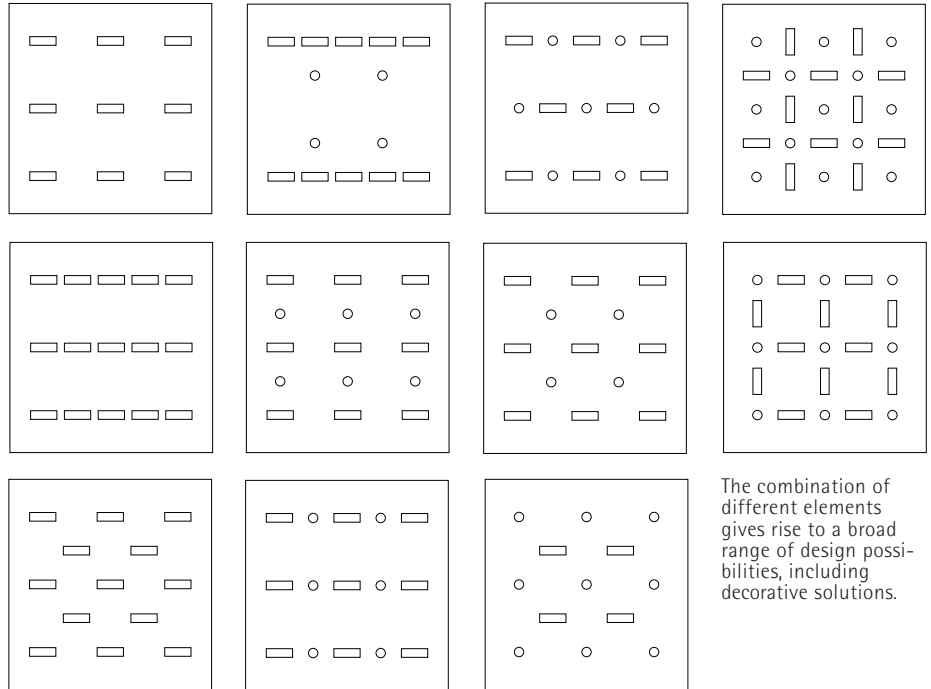 The combination of
different elements
gives rise to a broad
range of design possi-
bilities, including
decorative solutions.